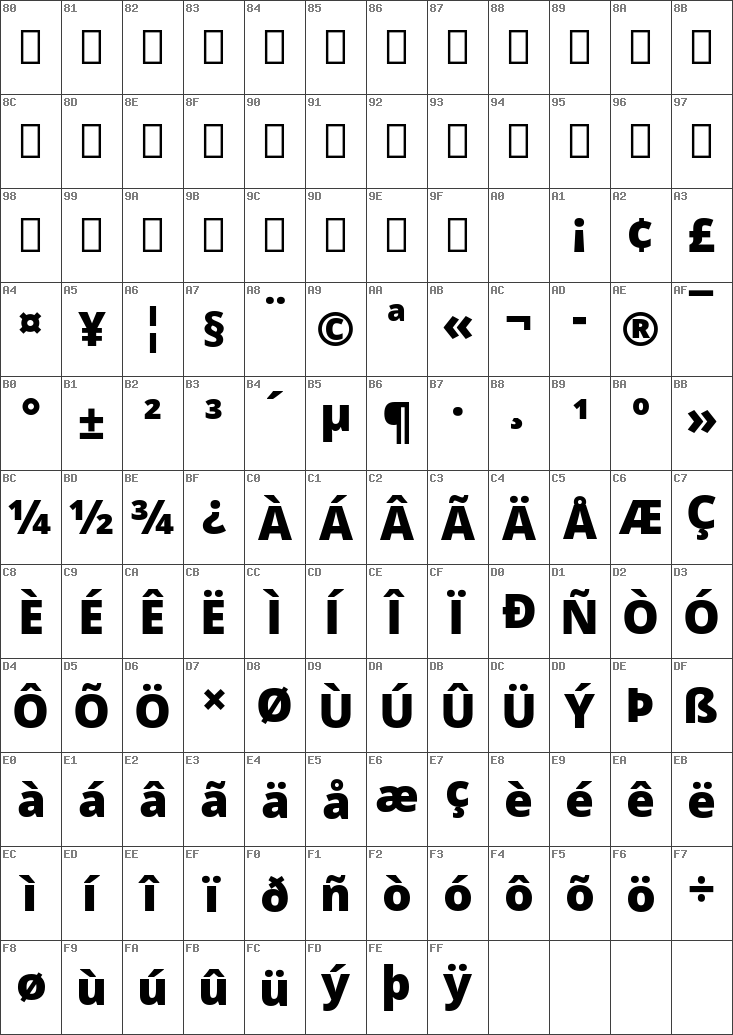 80 81 82 83 84 85 86 87 88 89 8A 8B
8C 8D 8E 8F 90 91 92 93 94 95 96 97
98 99 9A 9B 9C 9D 9E 9F A0 A1 A2 A3
¡ ¢ £
A4 A5 A6 A7 A8 A9 AA AB AC AD AE AF
¤ ¥ ¦ § ¨ © ª « ¬ - ® ¯
B0 B1 B2 B3 B4 B5 B6 B7 B8 B9 BA BB
° ± ² ³ ´ µ ¶ · ¸ ¹ º »
BC BD BE BF C0 C1 C2 C3 C4 C5 C6 C7
¼ ½ ¾ ¿ À Á Â Ã Ä Å Æ Ç
C8 C9 CA CB CC CD CE CF D0 D1 D2 D3
È É Ê Ë Ì Í Î Ï Ð Ñ Ò Ó
D4 D5 D6 D7 D8 D9 DA DB DC DD DE DF
Ô Õ Ö × Ø Ù Ú Û Ü Ý Þ ß
E0 E1 E2 E3 E4 E5 E6 E7 E8 E9 EA EB
à á â ã ä å æ ç è é ê ë
EC ED EE EF F0 F1 F2 F3 F4 F5 F6 F7
ì í î ï ð ñ ò ó ô õ ö ÷
F8 F9 FA FB FC FD FE FF
ø ù ú û ü ý þ ÿ